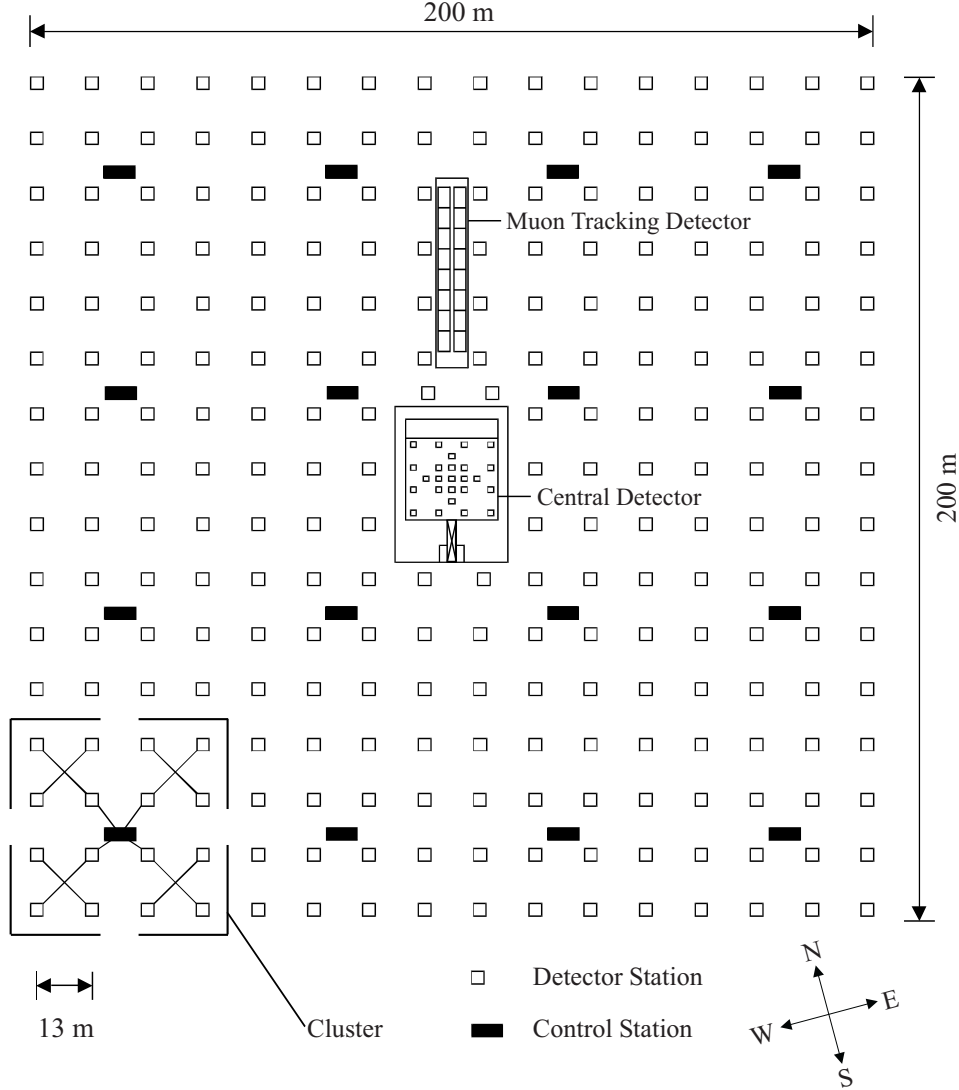 200 m
Muon Tracking Detector
Central Detector
200 m
Detector Station
13 m
Cluster
Control Station
N
E
W
S